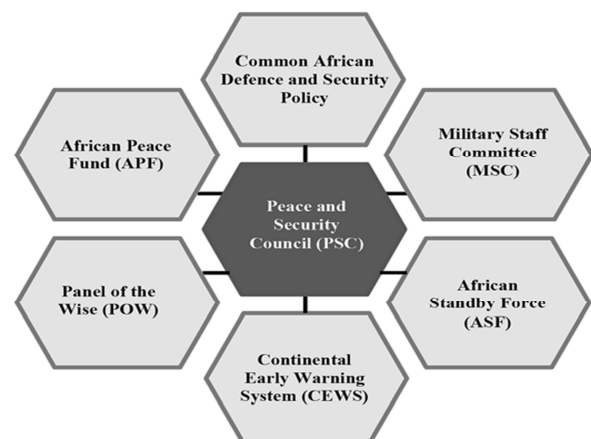 Common African
Defence and Security
Policy
African Peace
Fund (APF)
Military Staff
Committee
(MSC)
Peace and
Security
Council (PSC)
Panel of the
Wise (POW)
African
Standby Force
(ASF)
Continental
Early Warning
System (CEWS)